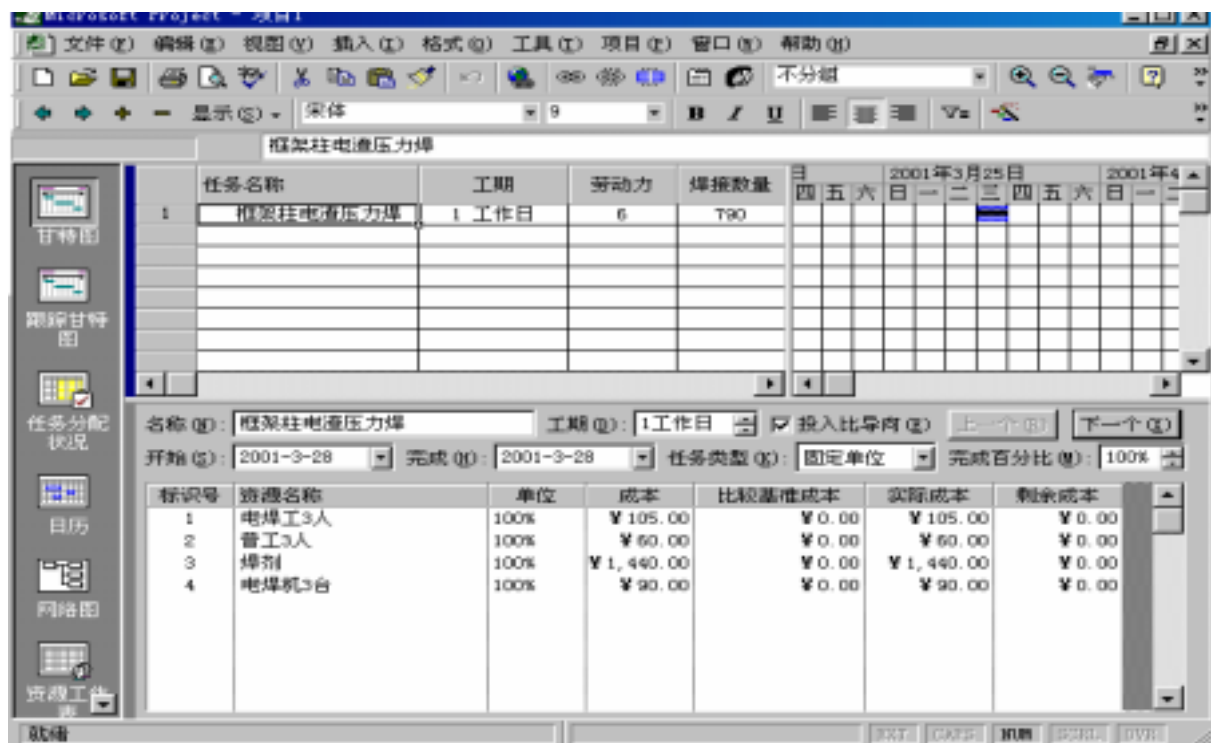 Microsoft Project - 项目1
文件(F) 编辑(E) 视图(V) 插入(I) 格式(O) 工具(T) 项目(P) 窗口(W) 帮助(H)
不分组
显示(S) 宋体 9 B I U
框架柱电渣压力焊
任务名称 工期 劳动力 焊接数量
日 2001年3月25日 2001年4
四 五 六 日 一 二 三 四 五 六 日 一 二
1 框架柱电渣压力焊 1 工作日 6 790
甘特图
跟踪甘特图
任务分配状况
日历
网络图
资源工作表
名称(N): 框架柱电渣压力焊 工期(D): 1工作日 投入比导向(E) 上一个(R) 下一个(X)
开始(S): 2001-3-28 完成(H): 2001-3-28 任务类型(K): 固定单位 完成百分比(M): 100%
标识号 资源名称 单位 成本 比较基准成本 实际成本 剩余成本
1 电焊工3人 100% ¥105.00 ¥0.00 ¥105.00 ¥0.00
2 普工3人 100% ¥60.00 ¥0.00 ¥60.00 ¥0.00
3 焊剂 100% ¥1,440.00 ¥0.00 ¥1,440.00 ¥0.00
4 电焊机3台 100% ¥90.00 ¥0.00 ¥90.00 ¥0.00
就绪 EXT CAPS NUM SCRL OVR